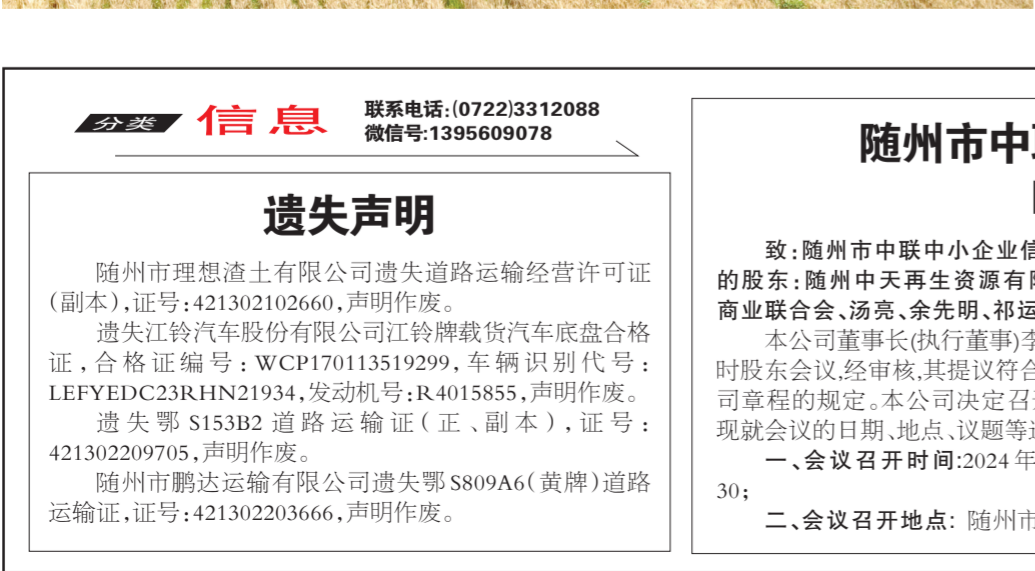 分类 信息
联系电话:(0722)3312088
微信号:1395609078
遗失声明
随州市理想渣土有限公司遗失道路运输经营许可证
(副本),证号:421302102660,声明作废。
遗失江铃汽车股份有限公司江铃牌载货汽车底盘合格
证,合格证编号:WCP170113519299,车辆识别代号:
LEFYEDC23RHN21934,发动机号:R4015855,声明作废。
遗失鄂 S153B2 道路运输证(正、副本),证号:
421302209705,声明作废。
随州市鹏达运输有限公司遗失鄂S809A6(黄牌)道路
运输证,证号:421302203666,声明作废。
随州市中
致:随州市中联中小企业信
的股东:随州中天再生资源有
商业联合会、汤亮、余先明、祁运
本公司董事长(执行董事)李
时股东会议,经审核,其提议符合
司章程的规定。本公司决定召
现就会议的日期、地点、议题等
一、会议召开时间:2024年
30;
二、会议召开地点: 随州市